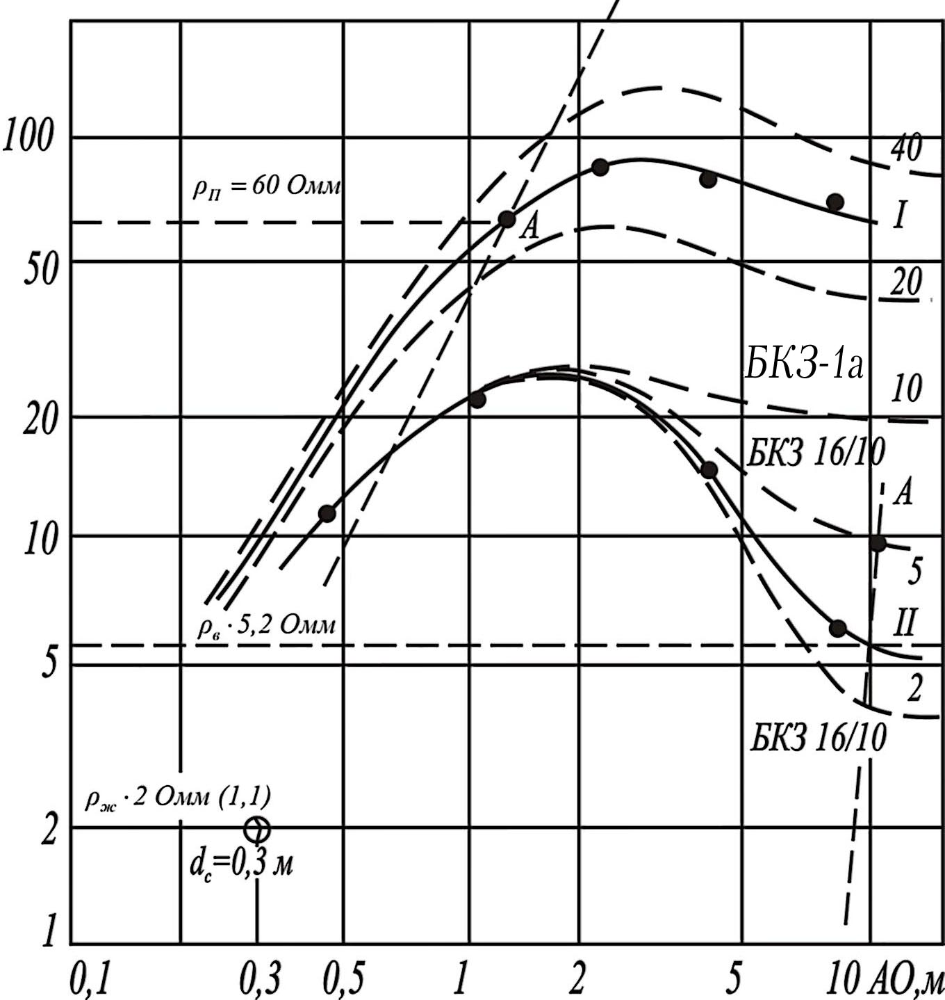 100
40
ρп = 60 Омм
I
А
50
20
БКЗ-1а
10
20
БКЗ 16/10
А
10
5
ρв · 5,2 Омм
II
5
2
БКЗ 16/10
ρж · 2 Омм (1,1)
2
dс=0,3 м
1
0,1 0,3 0,5 1 2 5 10 АО,м